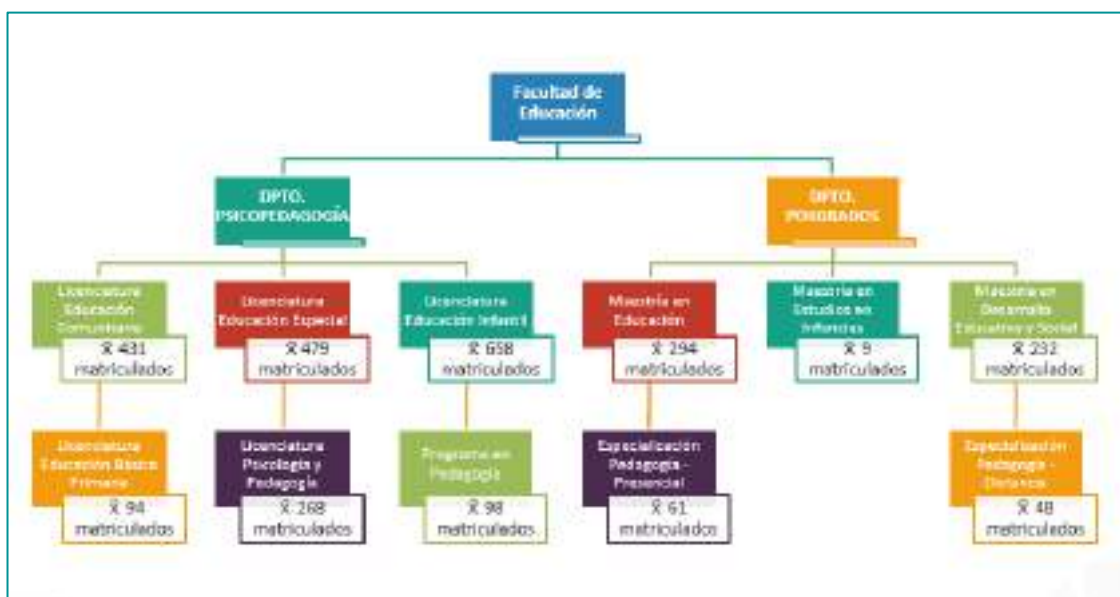 Facultad de
Educación
DPTO.
PSICOPEDAGOGÍA
DPTO.
POSGRADOS
Licenciatura
Educación
Comunitaria
x̄ 431
matriculados
Licenciatura
Educación Especial
x̄ 479
matriculados
Licenciatura
Educación Infantil
x̄ 658
matriculados
Maestría en
Educación
x̄ 294
matriculados
Maestría en
Estudios en
Infancias
x̄ 9
matriculados
Maestría en
Desarrollo
Educativo y Social
x̄ 232
matriculados
Licenciatura
Educación Básica
Primaria
x̄ 94
matriculados
Licenciatura
Psicología y
Pedagogía
x̄ 268
matriculados
Programa en
Pedagogía
x̄ 98
matriculados
Especialización
Pedagogía -
Presencial
x̄ 61
matriculados
Especialización
Pedagogía -
Distancia
x̄ 48
matriculados